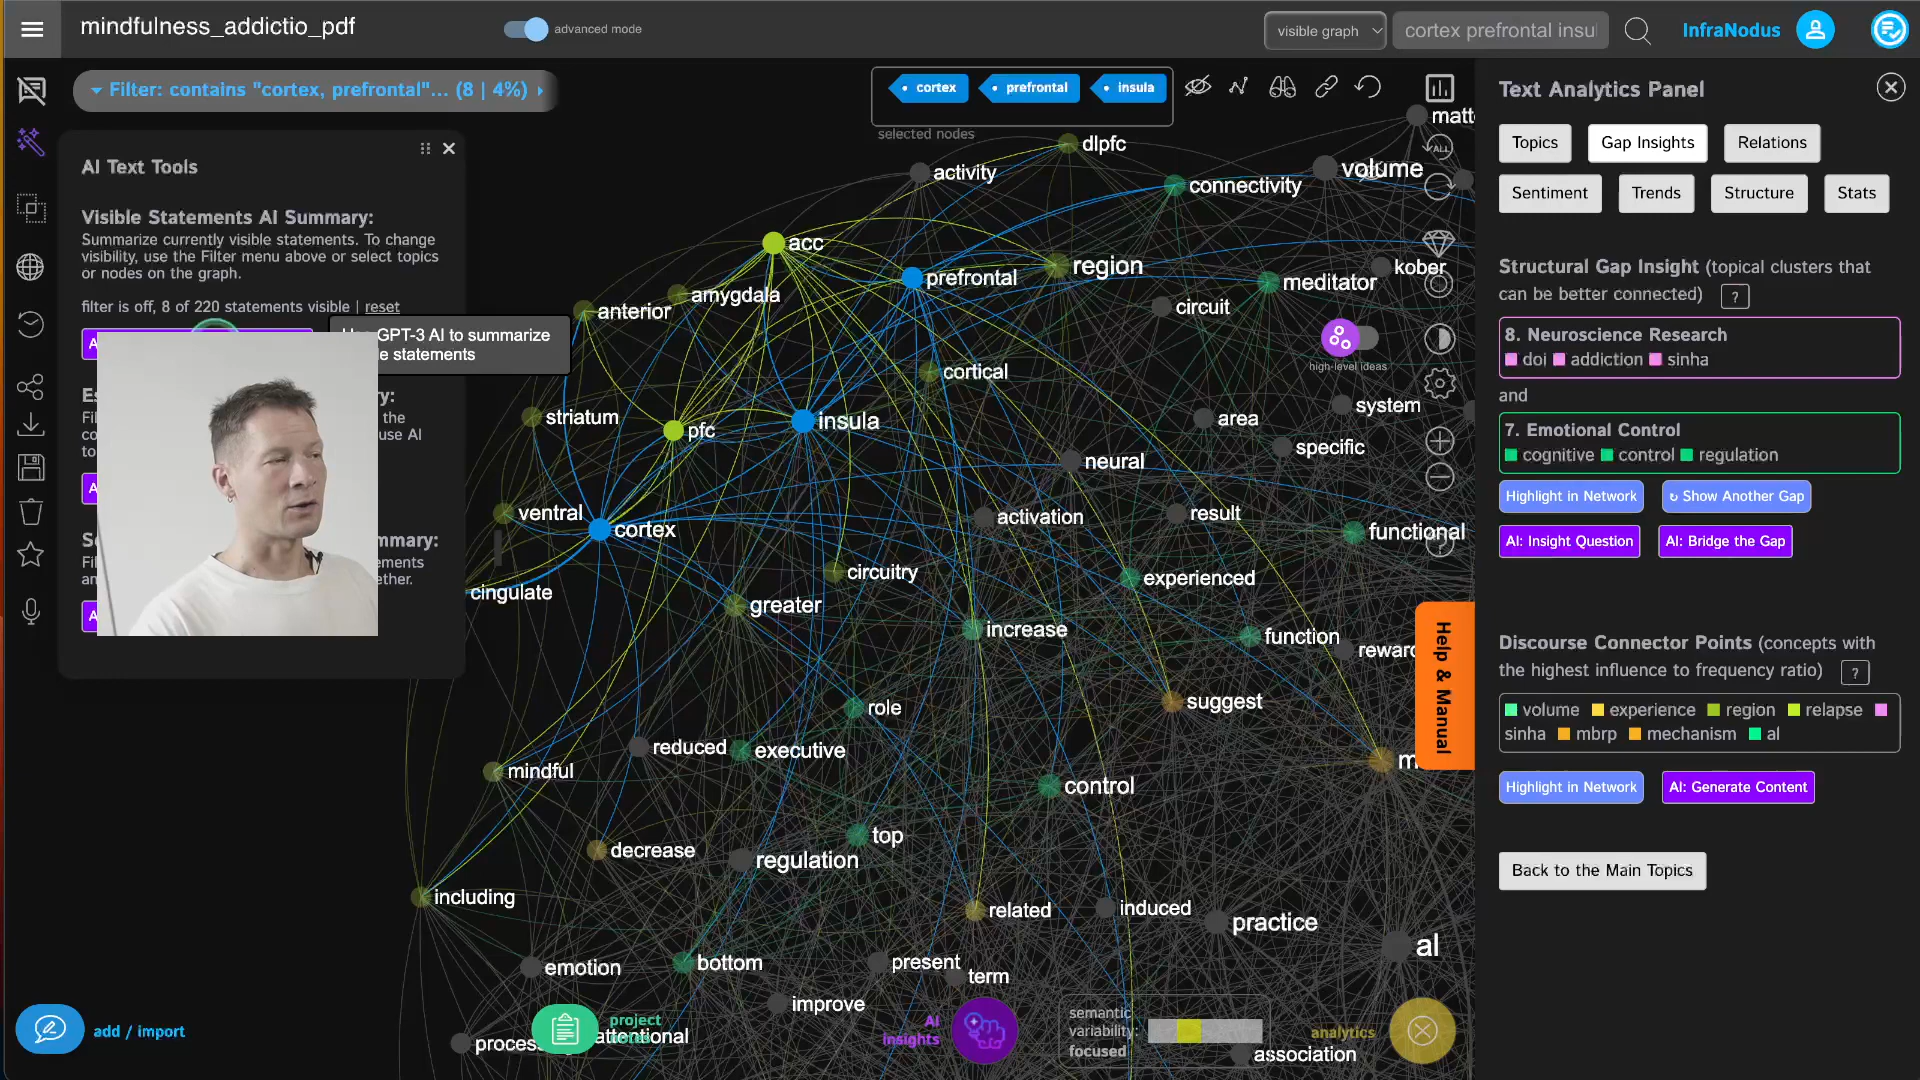 mindfulness_addictio_pdf
advanced mode
visible graph
cortex prefrontal insul
InfraNodus
Filter: contains "cortex, prefrontal"... (8 | 4%)
cortex
prefrontal
insula
selected nodes
AI Text Tools
Visible Statements AI Summary:
Summarize currently visible statements. To change
visibility, use the Filter menu above or select topics
or nodes on the graph.
filter is off, 8 of 220 statements visible | reset
GPT-3 AI to summarize
statements
the
use AI
to
ements
ether.
add / import
project
AI
insights
semantic
variability:
focused
analytics
ALL
high-level ideas
Help & Manual
dlpfc
activity
volume
connectivity
acc
prefrontal
region
kober
meditator
amygdala
anterior
circuit
cortical
system
striatum
insula
area
pfc
specific
neural
ventral
activation
result
cortex
functional
circuitry
experienced
cingulate
greater
increase
function
suggest
role
reduced
executive
mindful
control
top
decrease
regulation
including
related
induced
practice
al
bottom
present
emotion
term
improve
attentional
association
Text Analytics Panel
Topics
Gap Insights
Relations
Sentiment
Trends
Structure
Stats
Structural Gap Insight (topical clusters that
can be better connected) ?
8. Neuroscience Research
doi addiction sinha
and
7. Emotional Control
cognitive control regulation
Highlight in Network
↻ Show Another Gap
AI: Insight Question
AI: Bridge the Gap
Discourse Connector Points (concepts with
the highest influence to frequency ratio) ?
volume experience region relapse
sinha mbrp mechanism al
Highlight in Network
AI: Generate Content
Back to the Main Topics